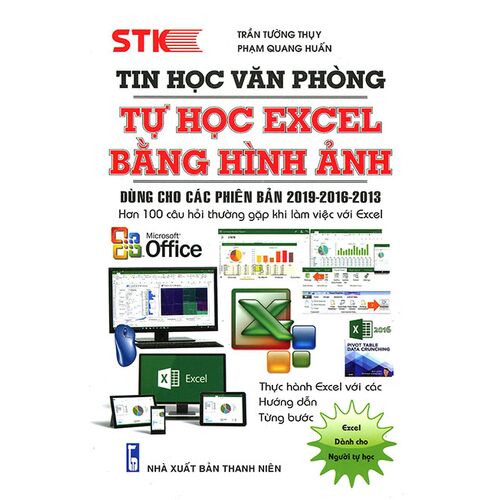 STK
TRẦN TƯỜNG THỤY
PHẠM QUANG HUẤN
TIN HỌC VĂN PHÒNG
TỰ HỌC EXCEL
BẰNG HÌNH ẢNH
DÙNG CHO CÁC PHIÊN BẢN 2019-2016-2013
Hơn 100 câu hỏi thường gặp khi làm việc với Excel
Microsoft®
Office
2016
PIVOT TABLE
DATA CRUNCHING
Excel
Thực hành Excel với các
Hướng dẫn
Từng bước
Excel
Dành cho
Người tự học
NHÀ XUẤT BẢN THANH NIÊN